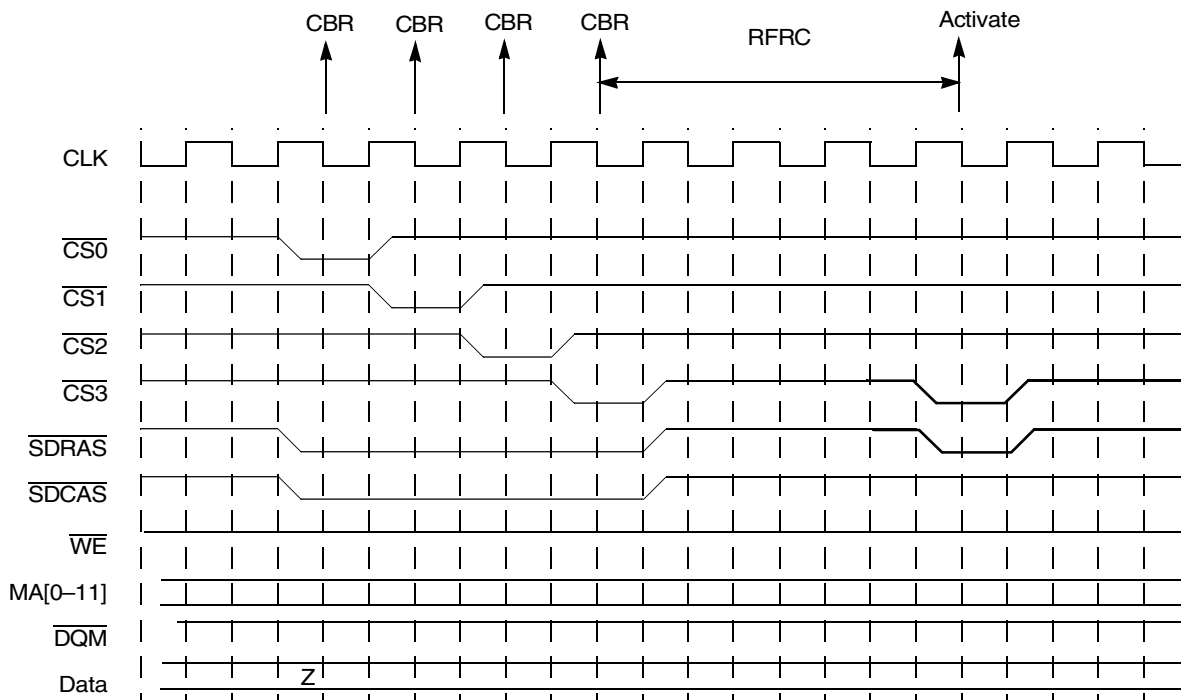 CBR CBR CBR CBR Activate
RFRC
CLK
CS0
CS1
CS2
CS3
SDRAS
SDCAS
WE
MA[0–11]
DQM
Z
Data